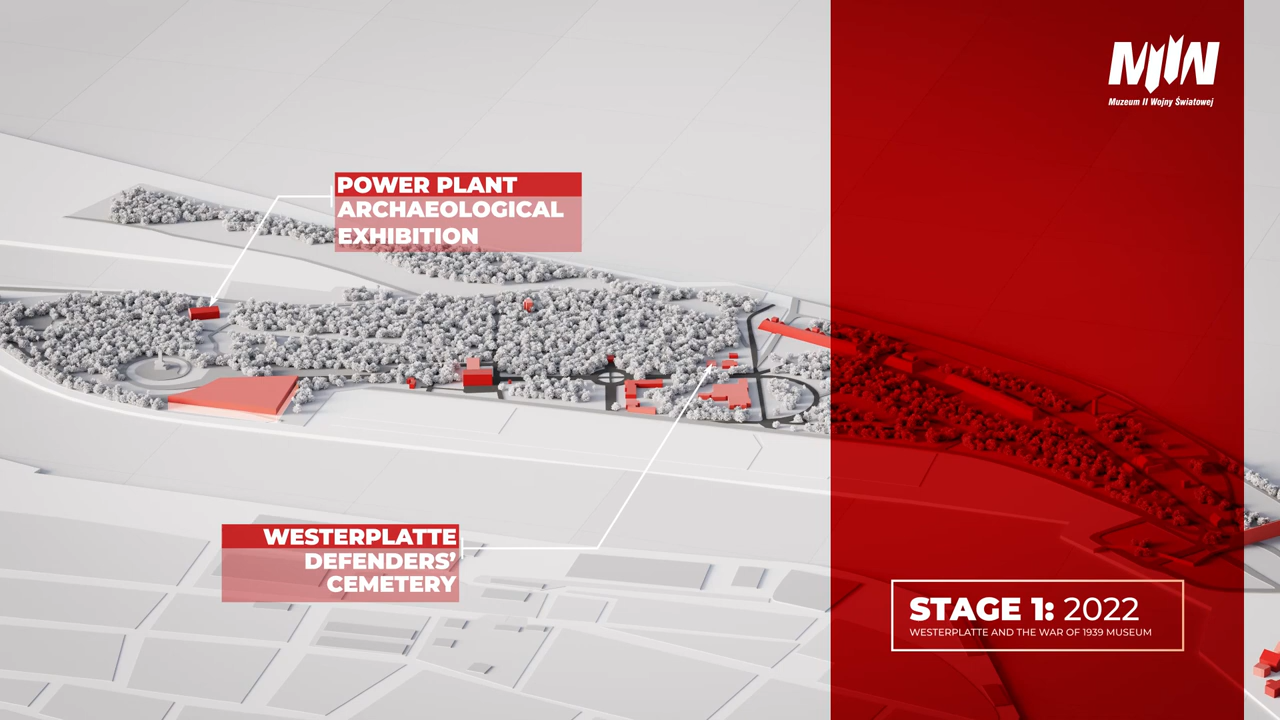 MIIW
Muzeum II Wojny Światowej
POWER PLANT
ARCHAEOLOGICAL
EXHIBITION
WESTERPLATTE
DEFENDERS’
CEMETERY
STAGE 1: 2022
WESTERPLATTE AND THE WAR OF 1939 MUSEUM